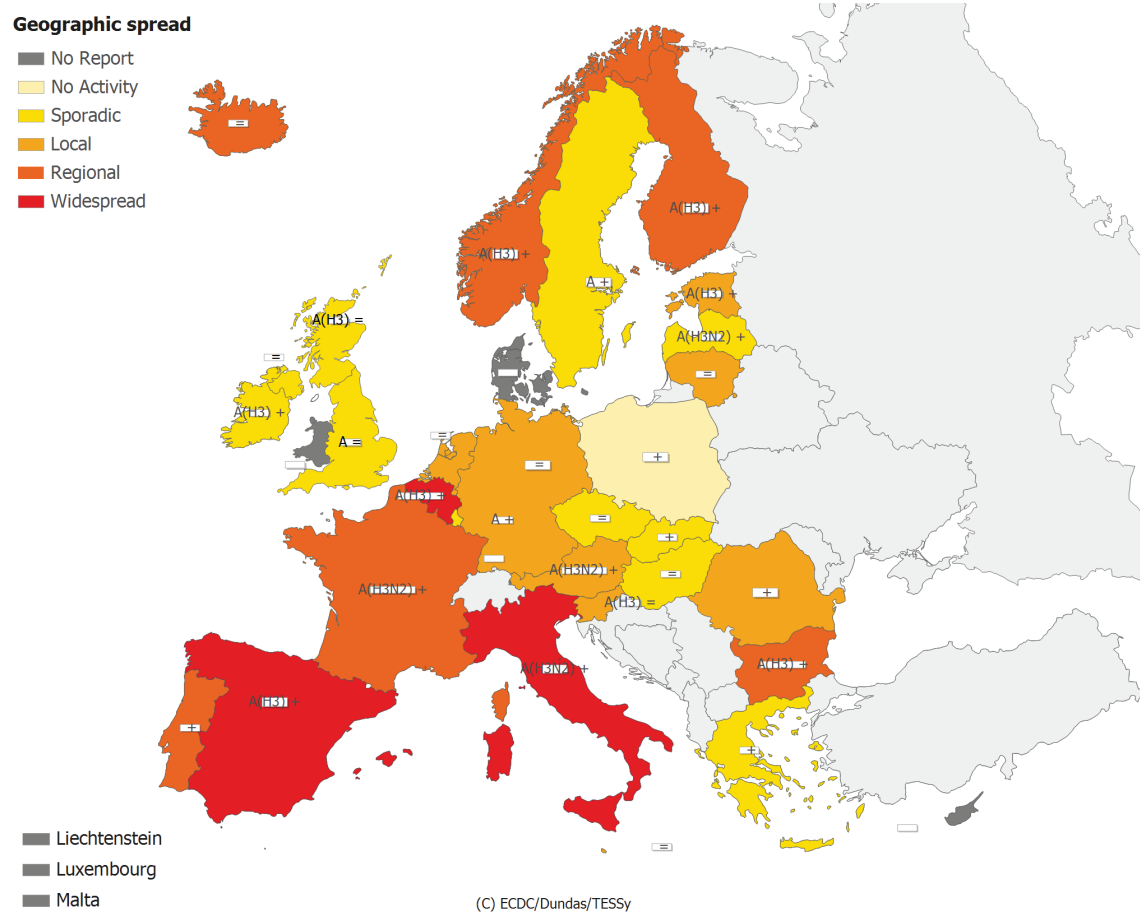 Geographic spread
No Report
No Activity
Sporadic
Local
Regional
Widespread
=
A(H3) +
A(H3) +
A +
A(H3) +
A(H3) =
A(H3N2) +
=
=
A(H3) +
A =
=
=
+
A(H3) +
A +
=
+
A(H3N2) +
=
A(H3N2) +
A(H3) =
+
A(H3) +
A(H3N2) +
A(H3) +
+
+
=
Liechtenstein
Luxembourg
Malta
(C) ECDC/Dundas/TESSy